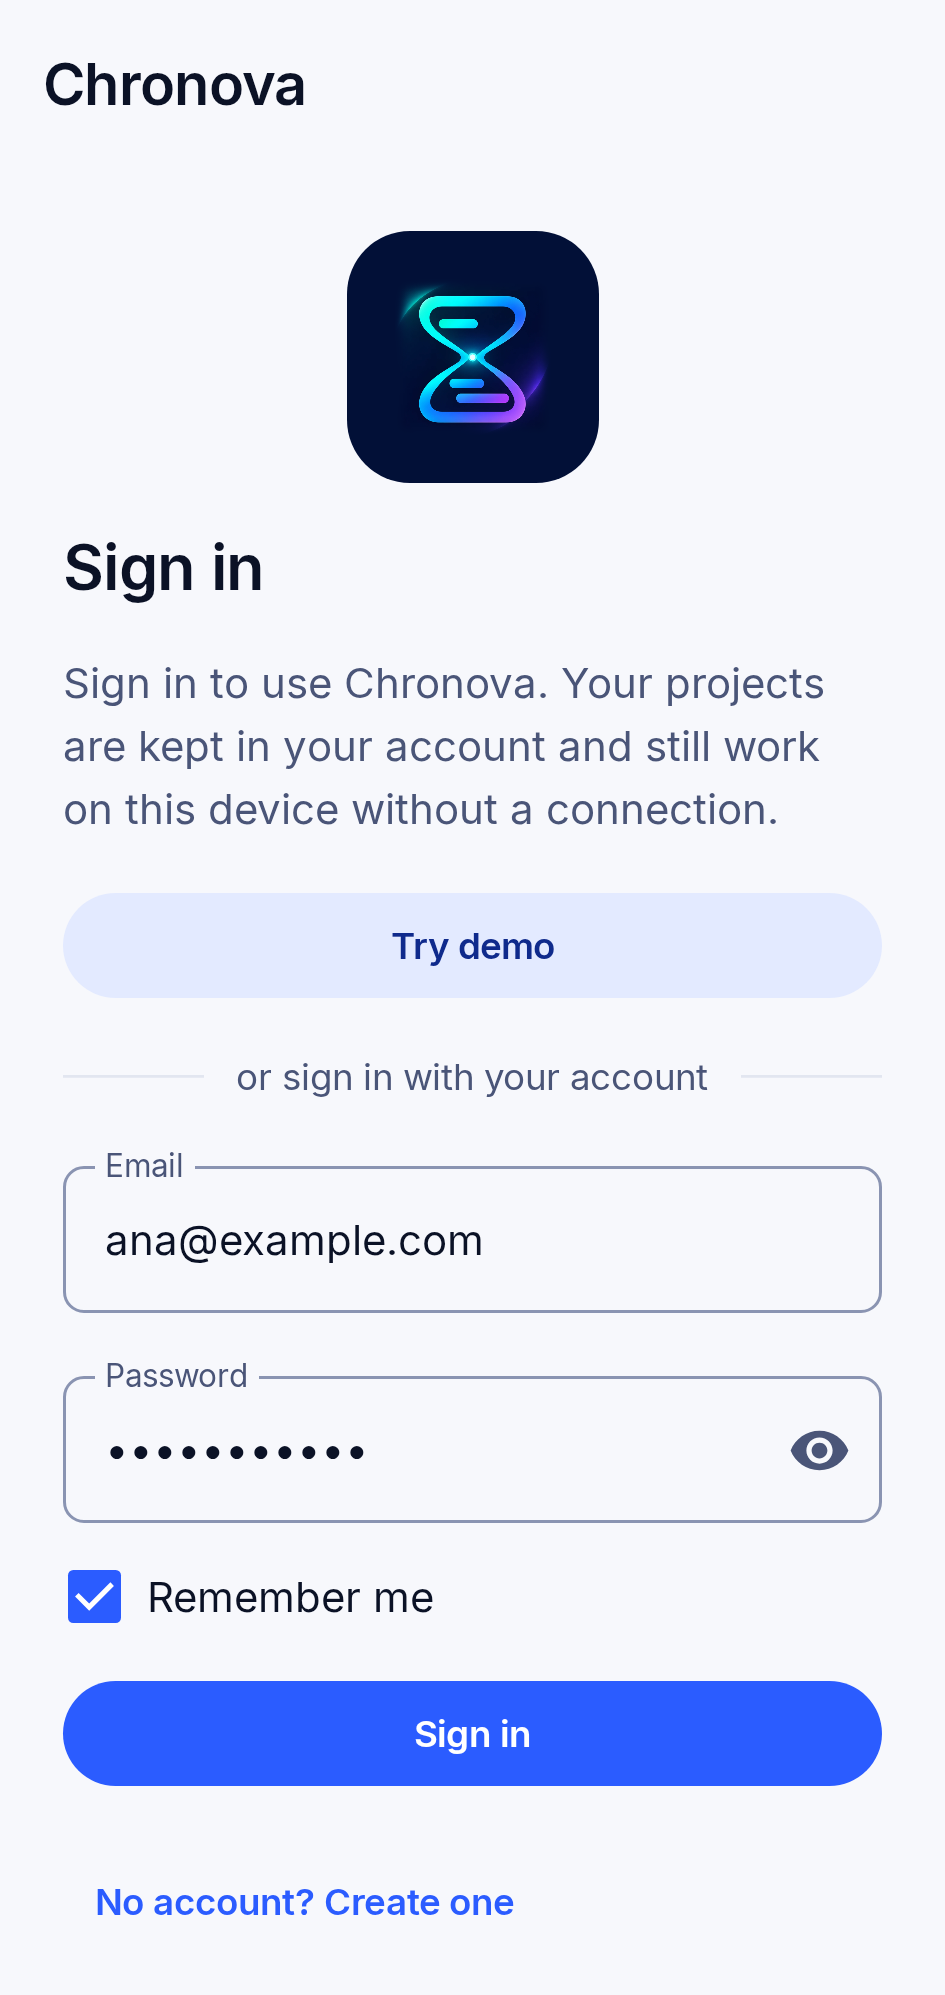 Chronova
Sign in
Sign in to use Chronova. Your projects
are kept in your account and still work
on this device without a connection.
Try demo
or sign in with your account
Email
ana@example.com
Password
•••••••••••
Remember me
Sign in
No account? Create one